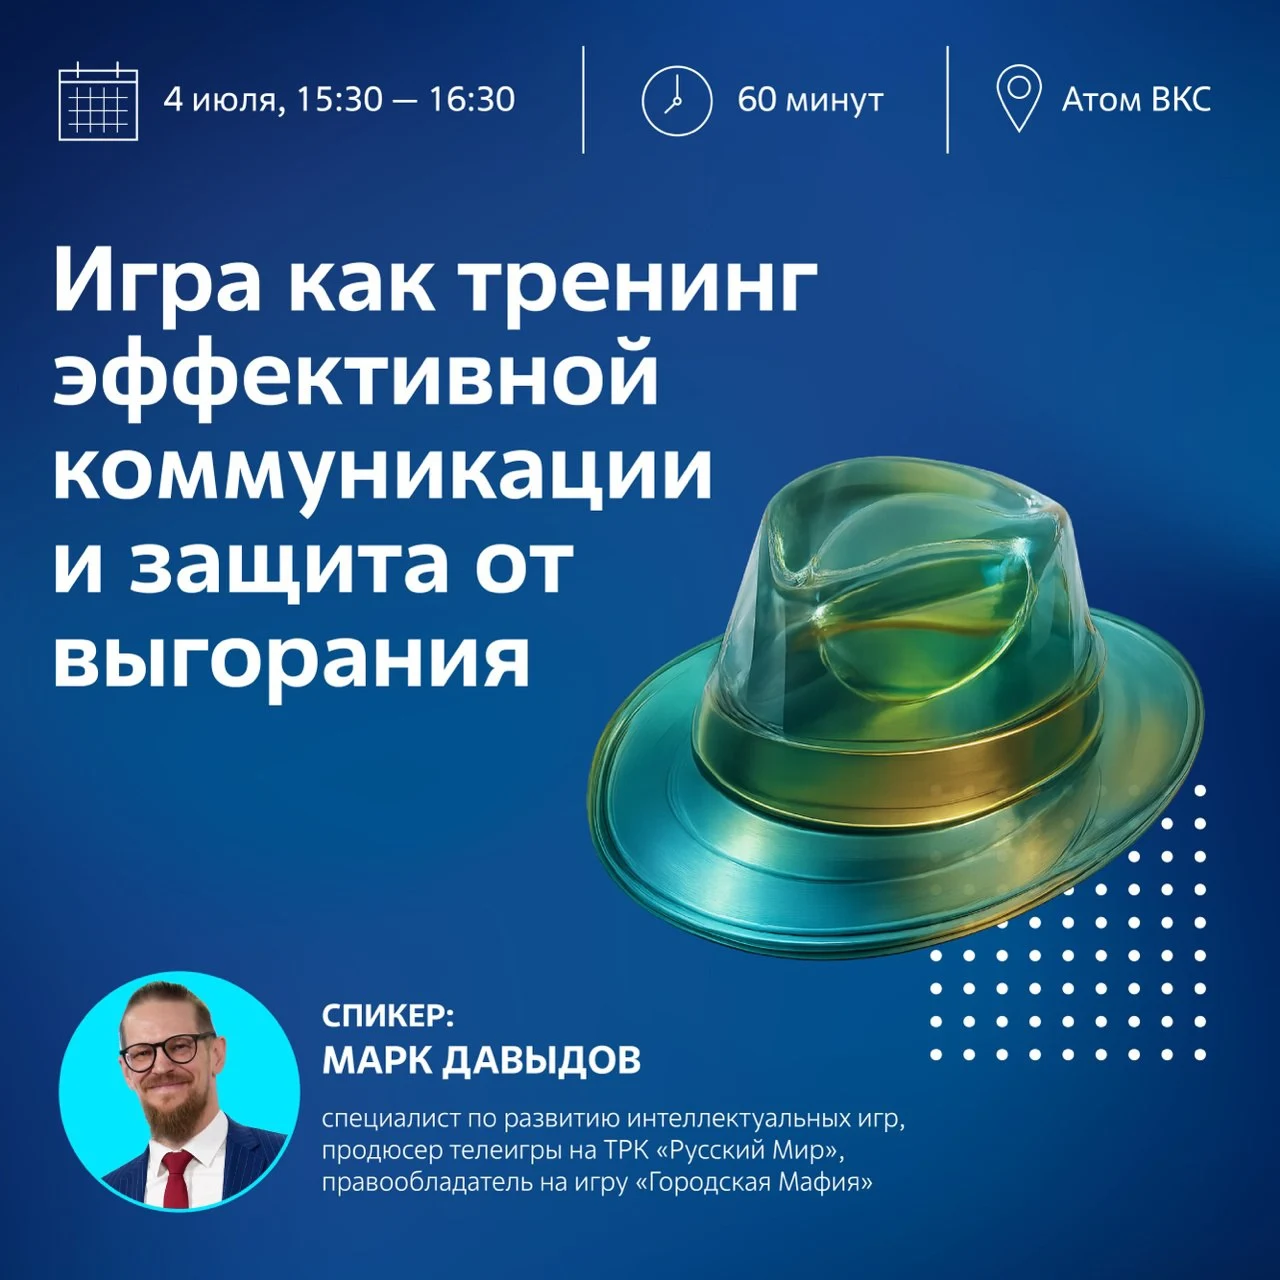 4 июля, 15:30 — 16:30
60 минут
Атом ВКС
Игра как тренинг
эффективной
коммуникации
и защита от
выгорания
СПИКЕР:
МАРК ДАВЫДОВ
специалист по развитию интеллектуальных игр,
продюсер телеигры на ТРК «Русский Мир»,
правообладатель на игру «Городская Мафия»